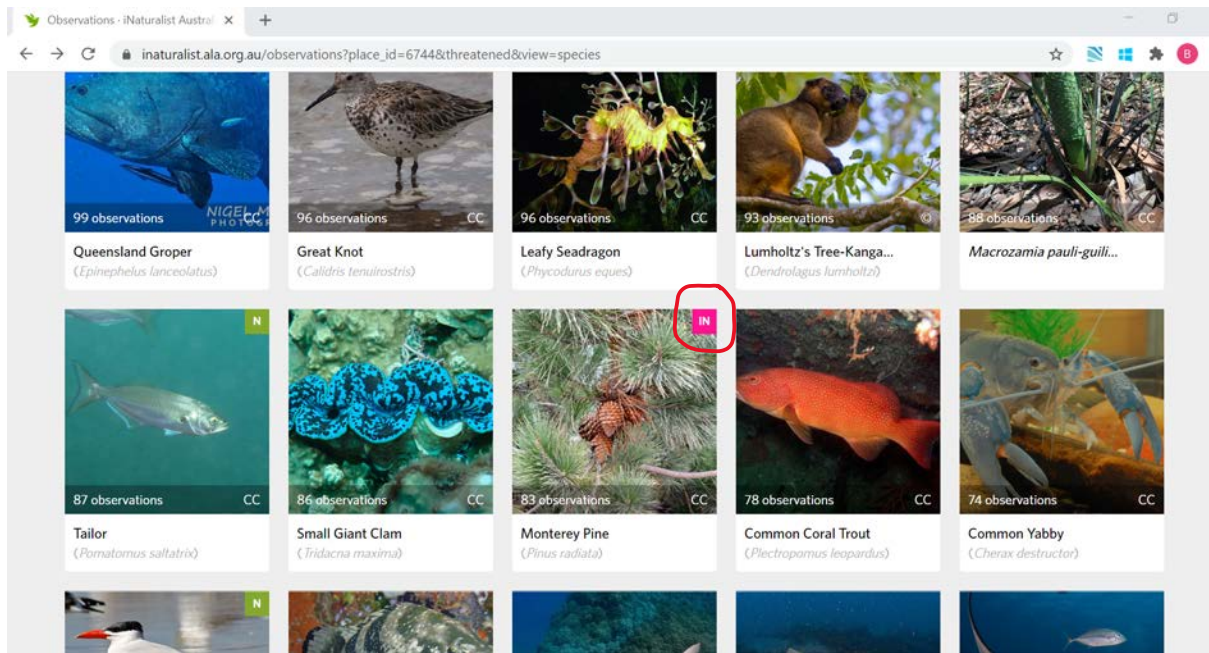 Observations - iNaturalist Austral
inaturalist.ala.org.au/observations?place_id=6744&threatened&view=species
B
99 observations CC
NIGEL M
96 observations CC
96 observations CC
93 observations ©
88 observations CC
Queensland Groper
(Epinephelus lanceolatus)
Great Knot
(Calidris tenuirostris)
Leafy Seadragon
(Phycodurus eques)
Lumholtz's Tree-Kanga...
(Dendrolagus lumholtzi)
Macrozamia pauli-guili...
N
IN
87 observations CC
86 observations CC
83 observations CC
78 observations CC
74 observations CC
Tailor
(Pomatomus saltatrix)
Small Giant Clam
(Tridacna maxima)
Monterey Pine
(Pinus radiata)
Common Coral Trout
(Plectropomus leopardus)
Common Yabby
(Cherax destructor)
N